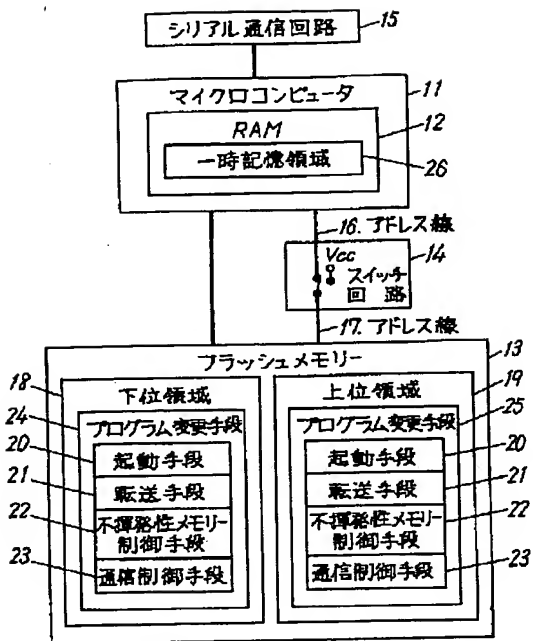 シリアル通信回路
15
マイクロコンピュータ
11
RAM
12
一時記憶領域
26
16.アドレス線
Vcc
14
スイッチ
回路
17.アドレス線
フラッシュメモリー
13
18
下位領域
上位領域
19
24
プログラム変更手段
プログラム変更手段
25
20
起動手段
起動手段
20
21
転送手段
転送手段
21
22
不揮発性メモリー
制御手段
不揮発性メモリー
制御手段
22
23
通信制御手段
通信制御手段
23